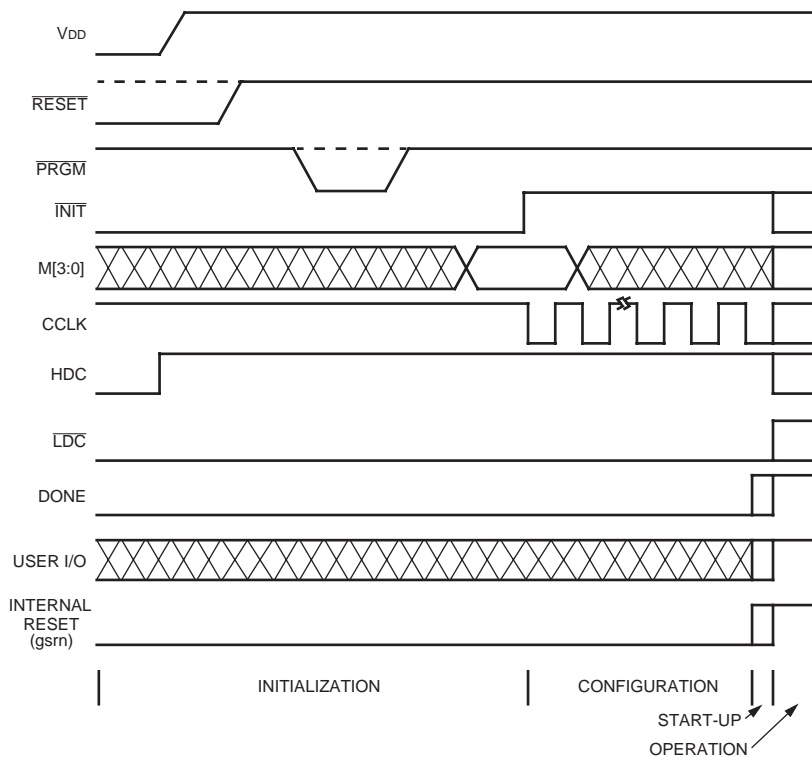 VDD
RESET
PRGM
INIT
M[3:0]
CCLK
HDC
LDC
DONE
USER I/O
INTERNAL
RESET
(gsrn)
INITIALIZATION
CONFIGURATION
START-UP
OPERATION